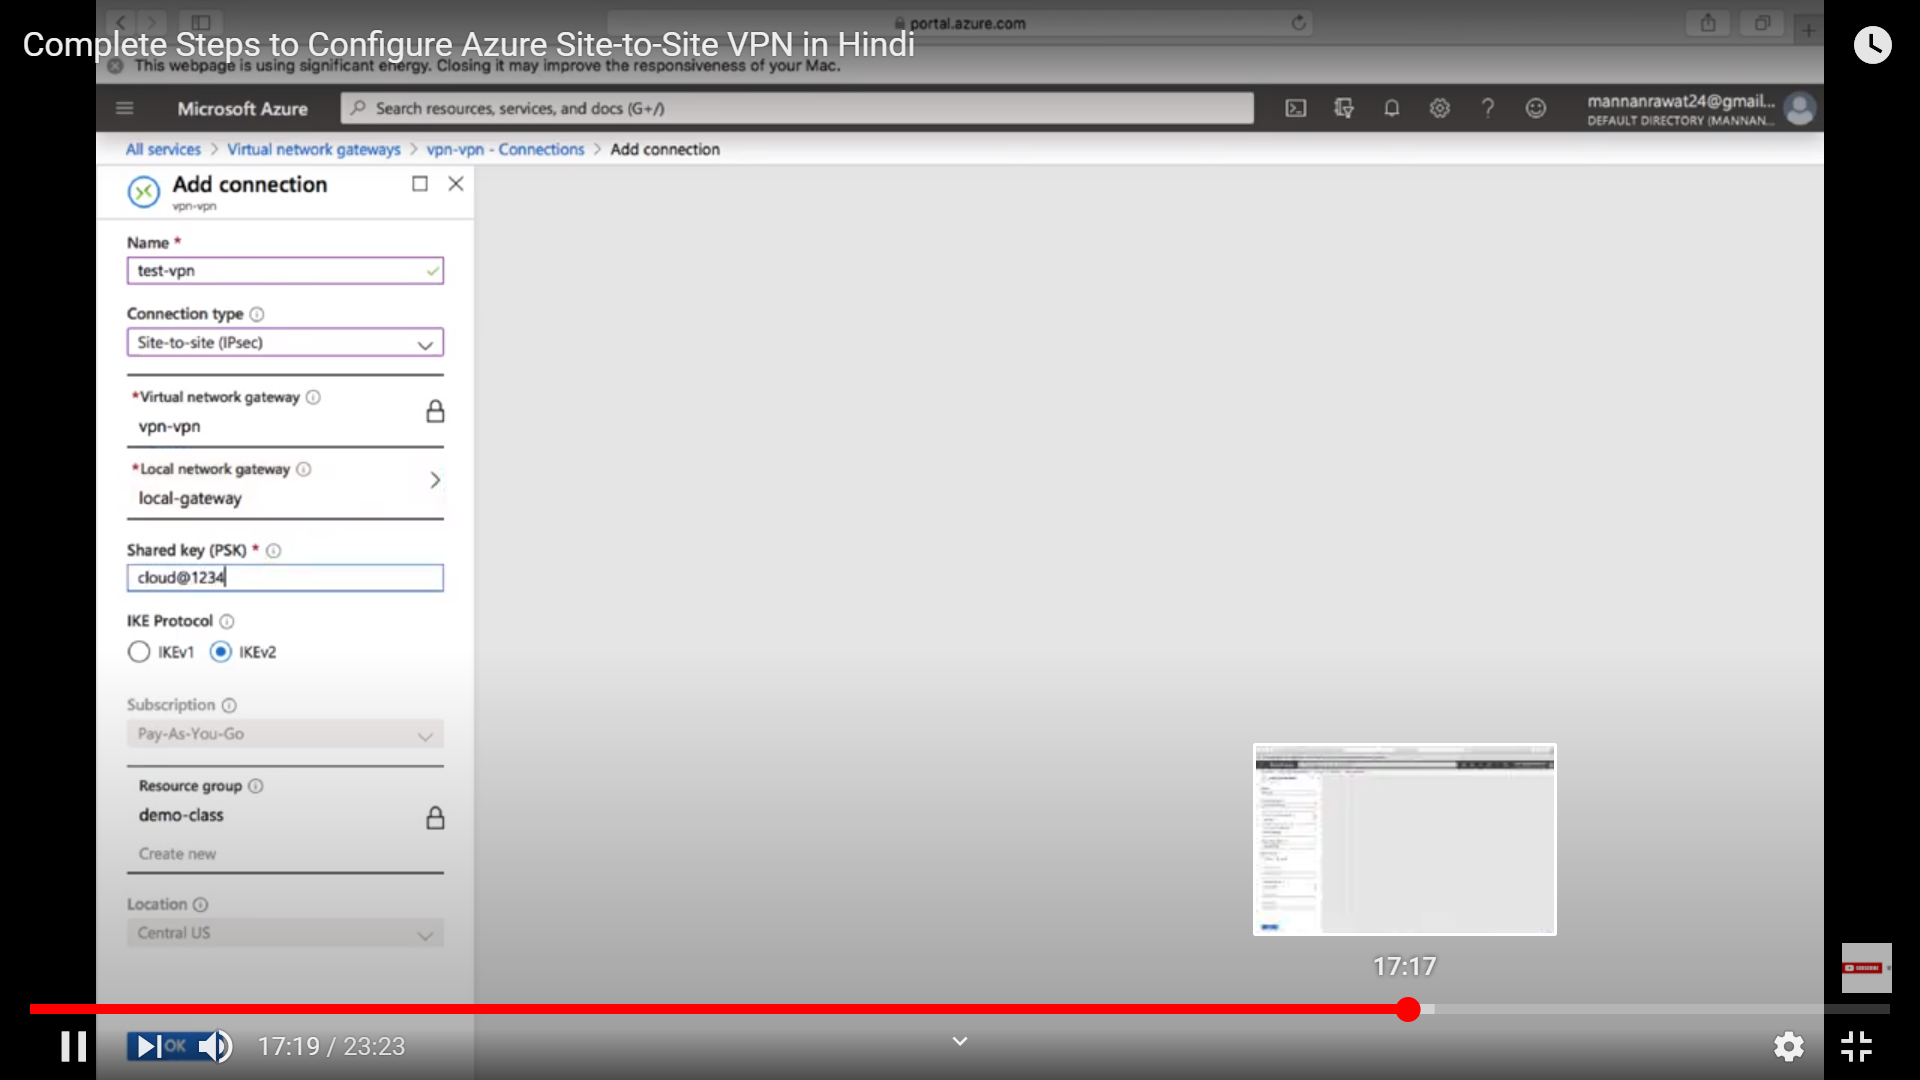 portal.azure.com
Complete Steps to Configure Azure Site-to-Site VPN in Hindi
This webpage is using significant energy. Closing it may improve the responsiveness of your Mac.
Microsoft Azure
Search resources, services, and docs (G+/)
mannanrawat24@gmail...
DEFAULT DIRECTORY (MANNAN...
All services > Virtual network gateways > vpn-vpn - Connections > Add connection
Add connection
vpn-vpn
Name *
test-vpn
Connection type
Site-to-site (IPsec)
*Virtual network gateway
vpn-vpn
*Local network gateway
local-gateway
Shared key (PSK) *
cloud@1234
IKE Protocol
IKEv1 IKEv2
Subscription
Pay-As-You-Go
Resource group
demo-class
Create new
Location
Central US
17:17
SUBSCRIBE
OK
17:19 / 23:23